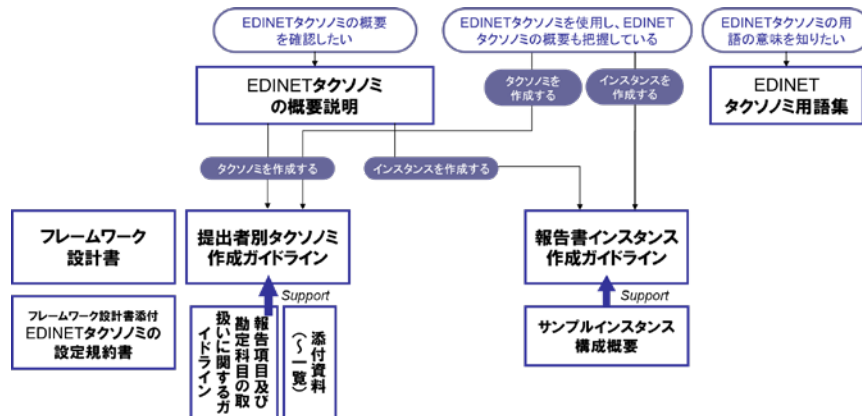 EDINETタクソノミの概要
を確認したい
EDINETタクソノミを使用し、EDINET
タクソノミの概要も把握している
EDINETタクソノミの用
語の意味を知りたい
EDINETタクソノミ
の概要説明
タクソノミを
作成する
インスタンスを
作成する
EDINET
タクソノミ用語集
タクソノミを作成する
インスタンスを作成する
フレームワーク
設計書
提出者別タクソノミ
作成ガイドライン
報告書インスタンス
作成ガイドライン
Support
Support
フレームワーク設計書添付
EDINETタクソノミの
設定規約書
報告項目及び
勘定科目の取
扱いに関するガ
イドライン
添付資料
（～一覧）
サンプルインスタンス
構成概要